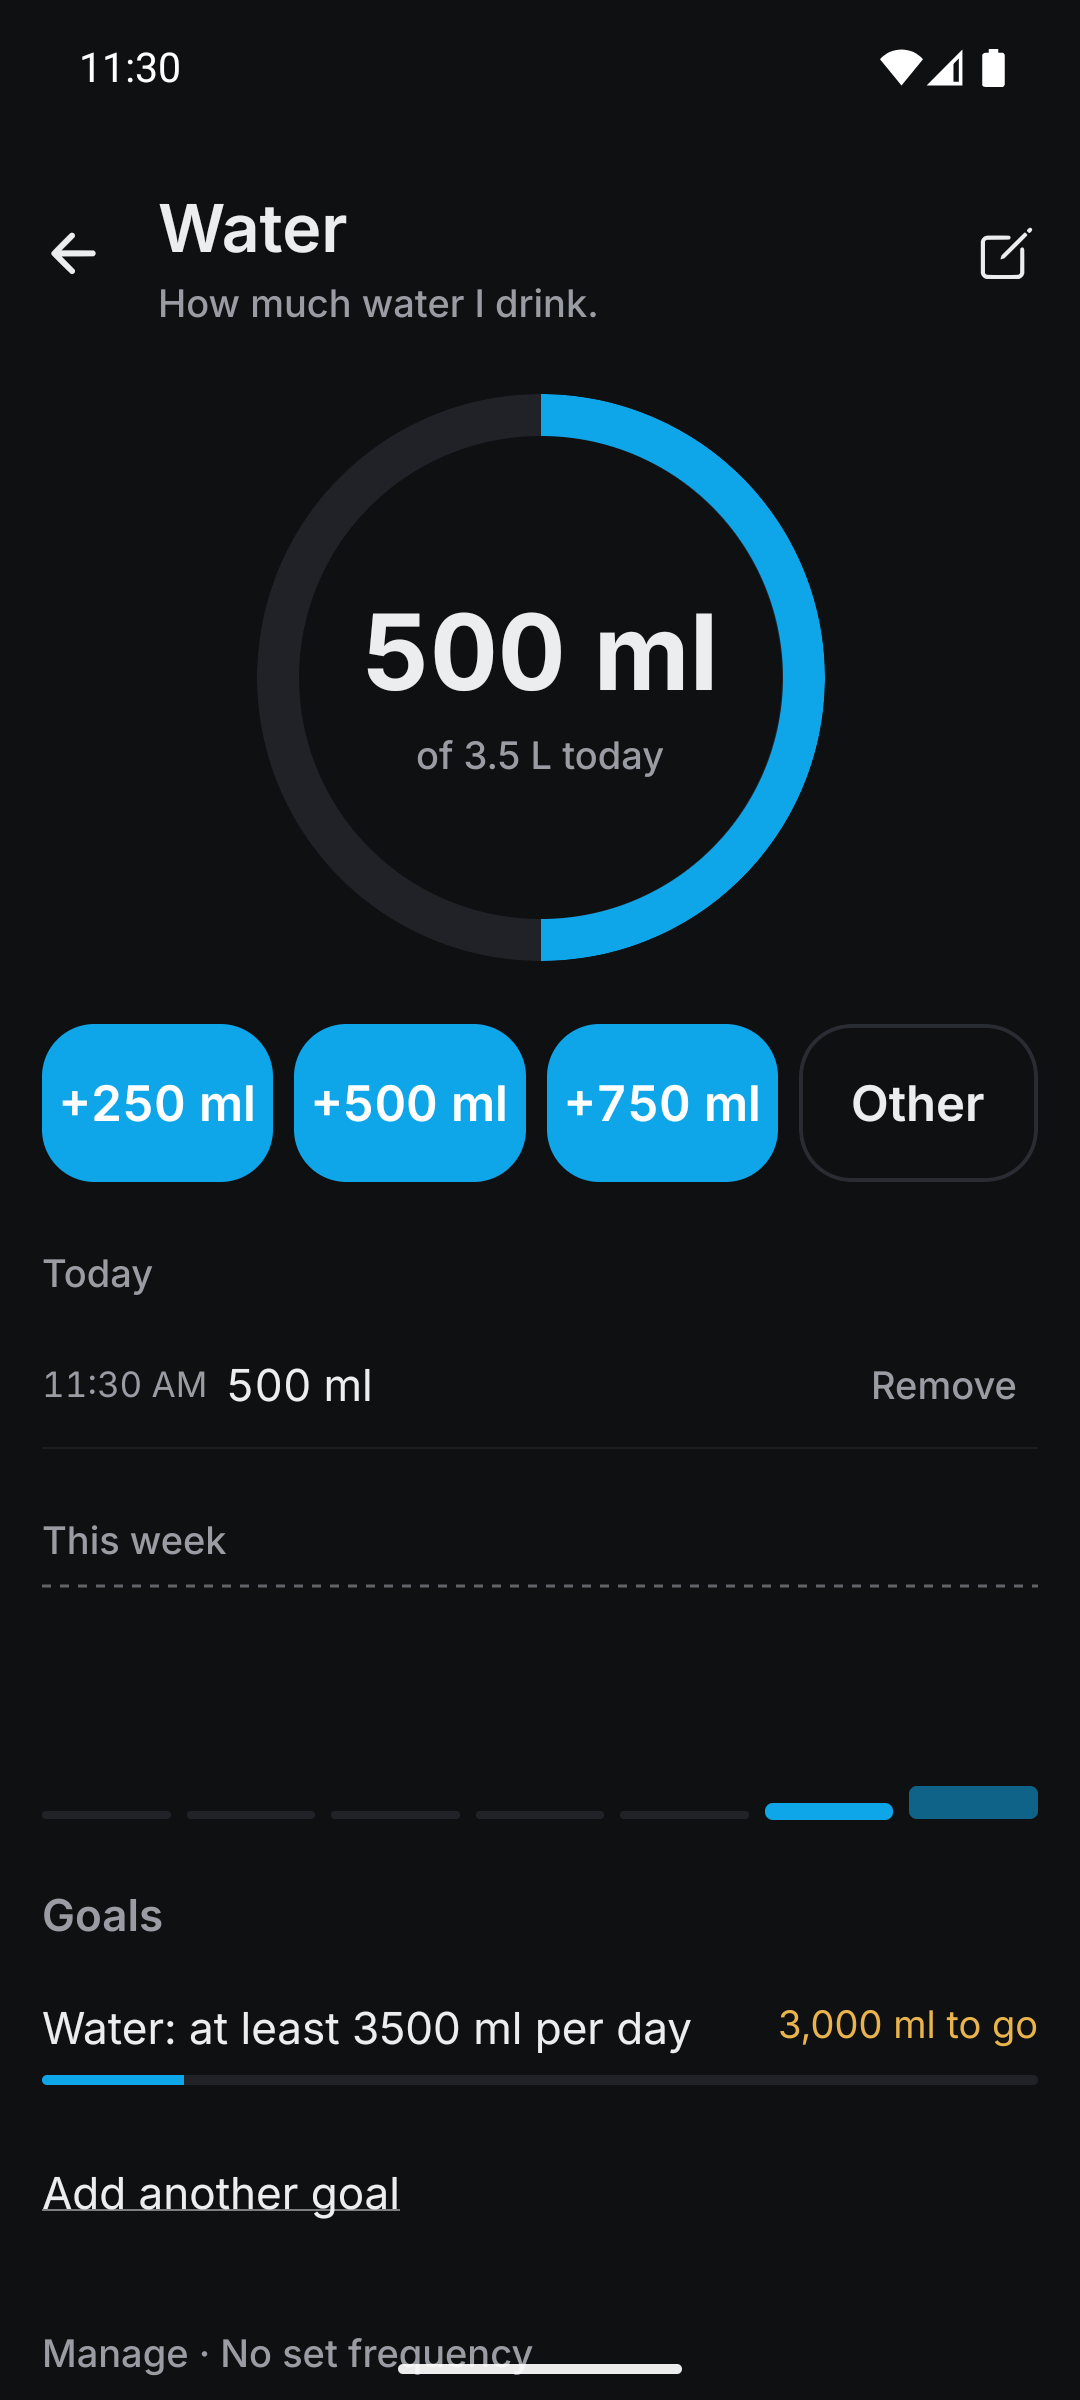 11:30
Water
How much water I drink.
500 ml
of 3.5 L today
+250 ml +500 ml +750 ml Other
Today
11:30 AM 500 ml Remove
This week
Goals
Water: at least 3500 ml per day 3,000 ml to go
Add another goal
Manage · No set frequency